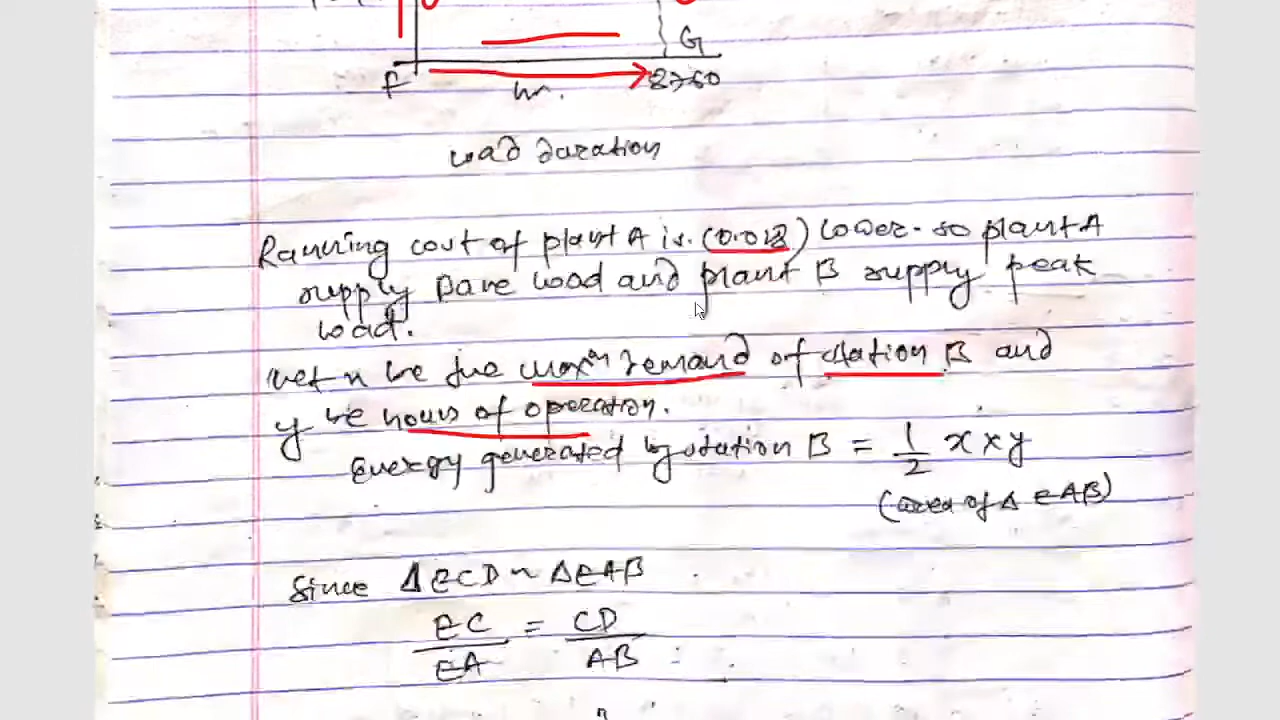 G
F
hr.
8760
Load duration
Running cost of plant A is (0.028) lower. so plant A
supply Base load and plant B supply peak
load.
Let x be the maxm demand of station B and
y be hours of operation.
Energy generated by station B = 1/2 x × y
(area of Δ EAB)
Since Δ ECD ~ Δ EAB
EC/EA = CD/AB